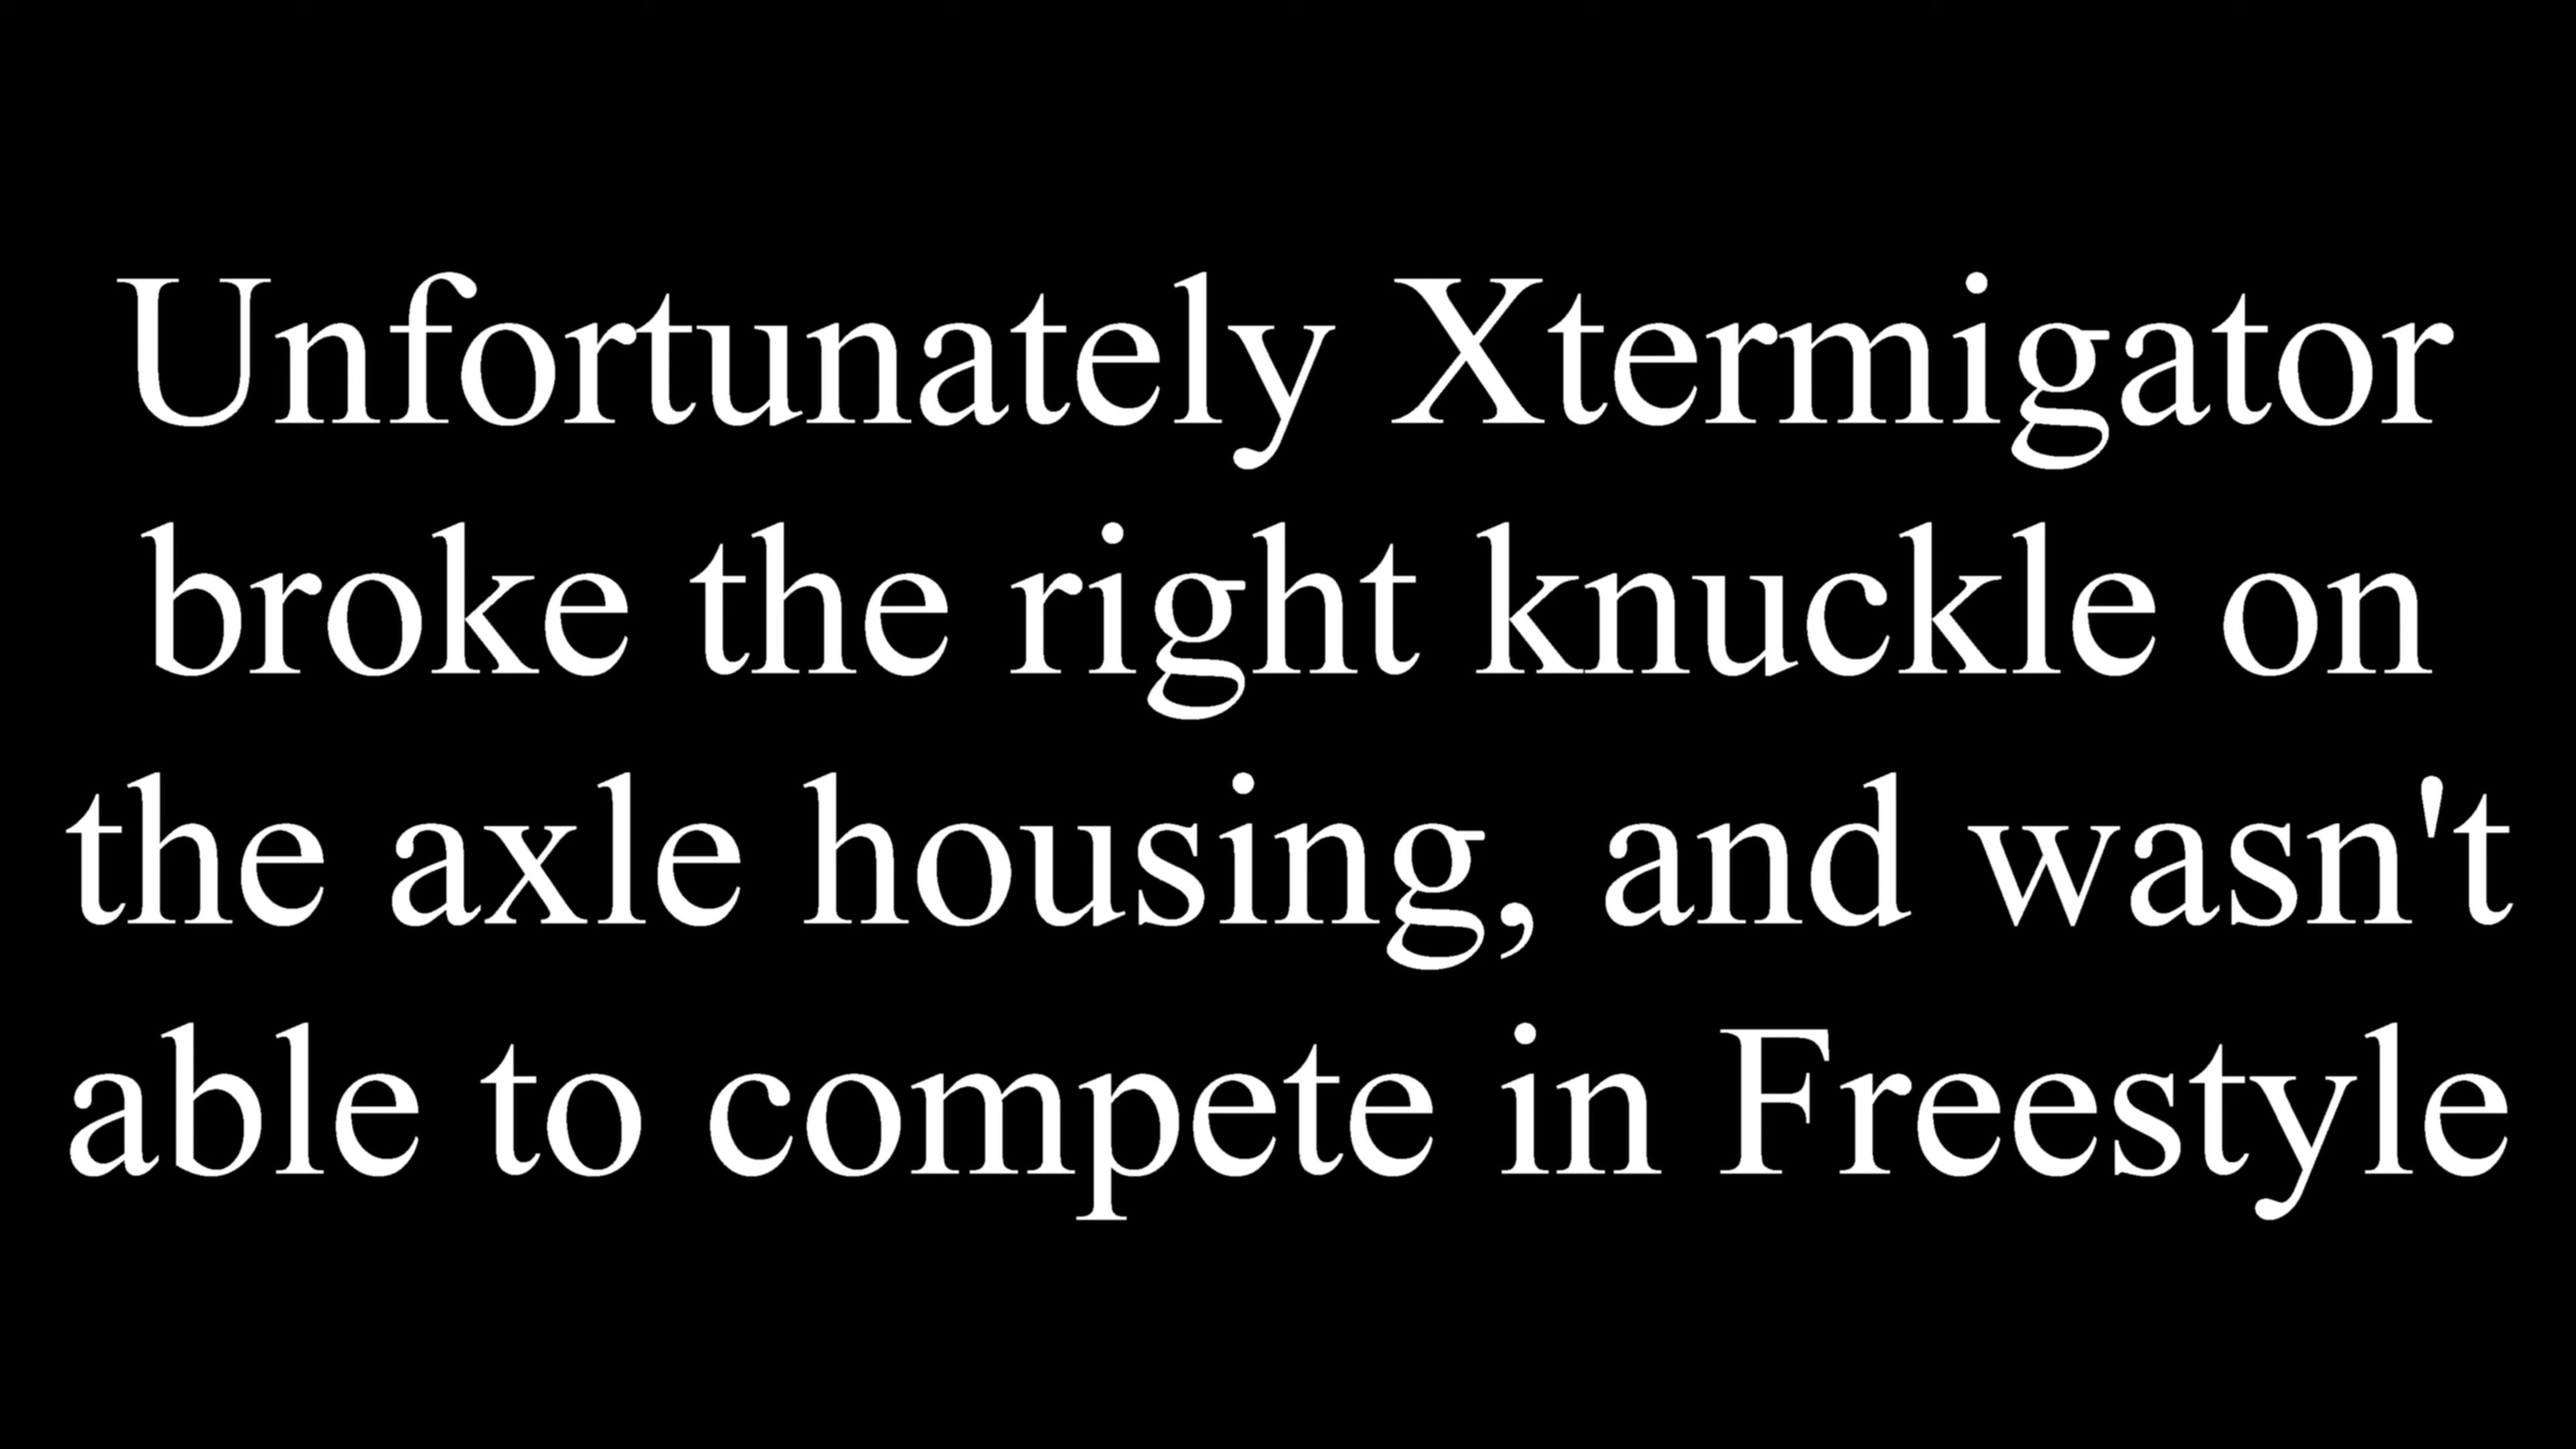 Unfortunately Xtermigator
broke the right knuckle on
the axle housing, and wasn't
able to compete in Freestyle